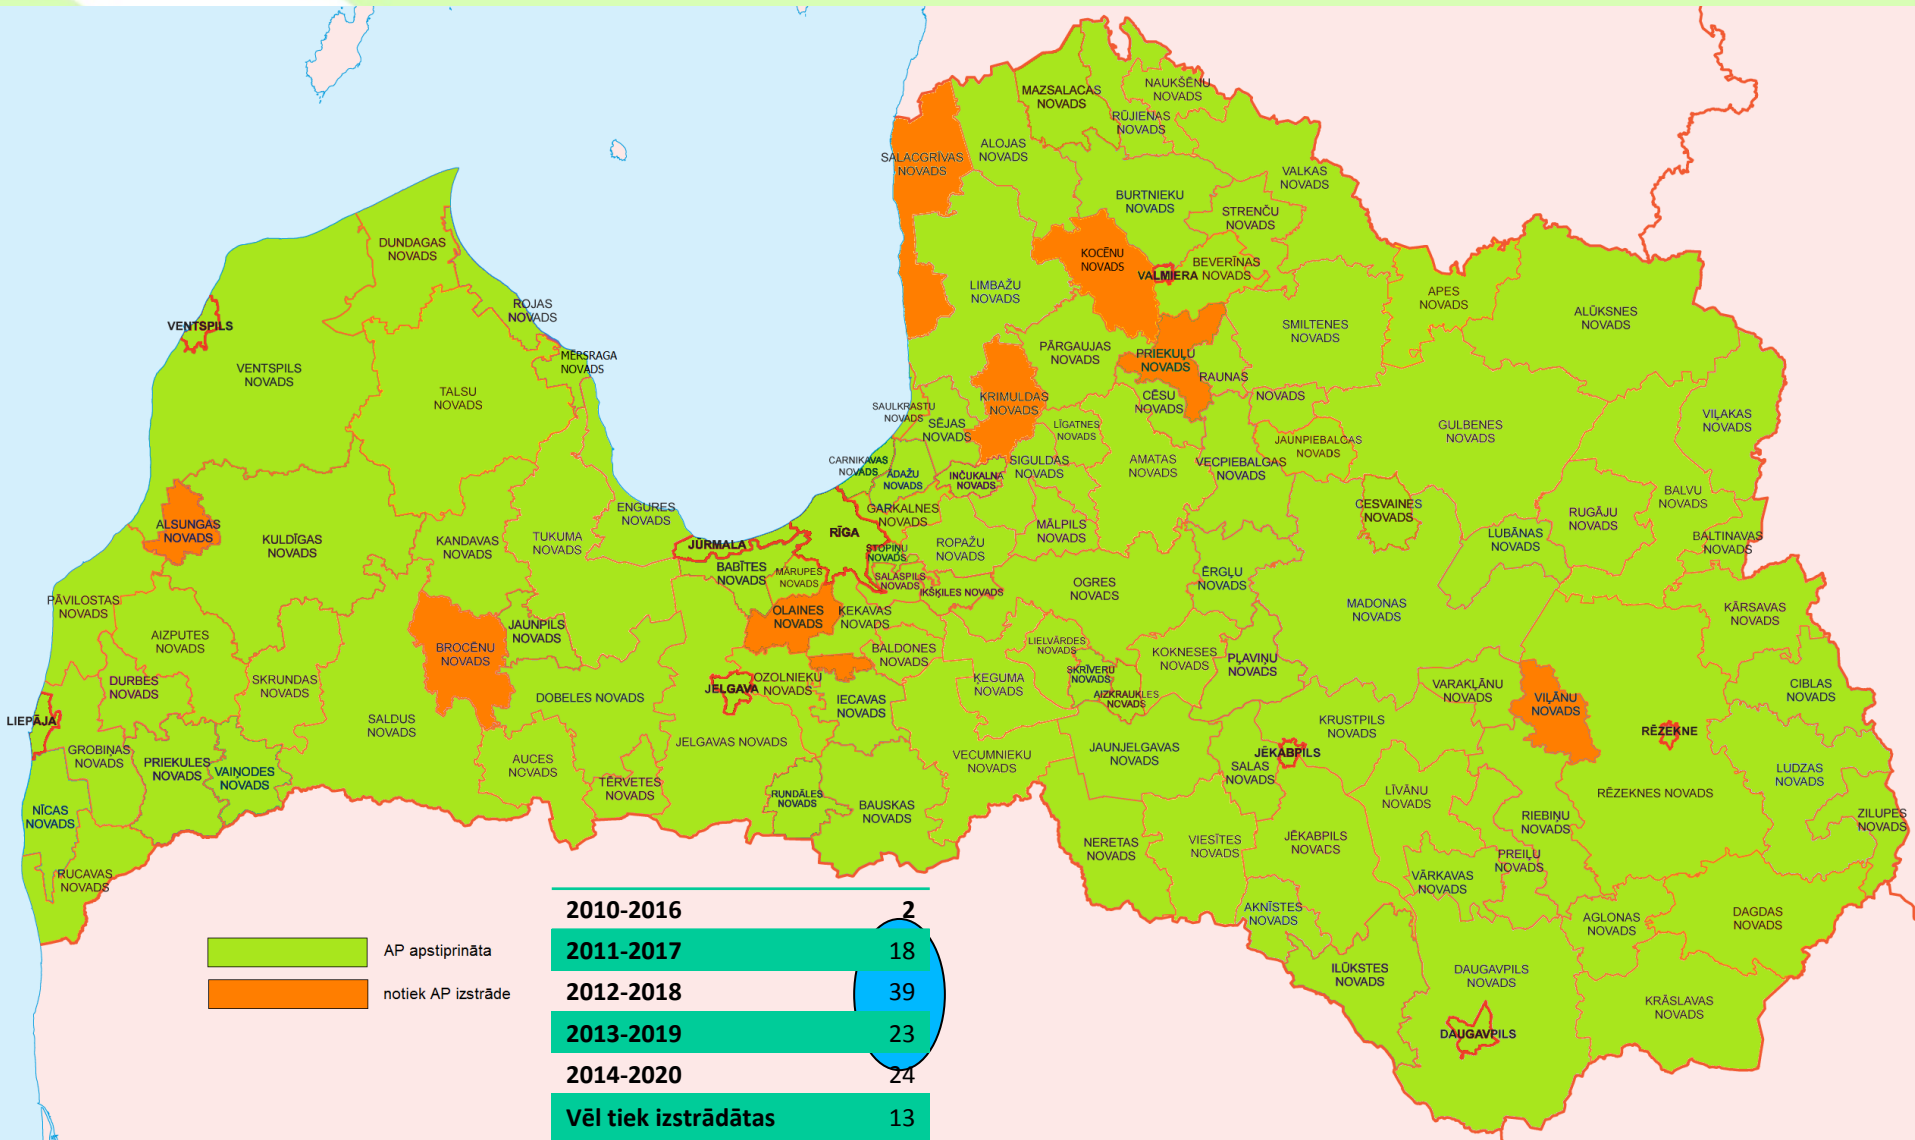 MAZSALACAS
NOVADS
NAUKŠĒNU
NOVADS
RŪJIENAS
NOVADS
ALOJAS
NOVADS
SALACGRĪVAS
NOVADS
VALKAS
NOVADS
BURTNIEKU
NOVADS
STRENČU
NOVADS
DUNDAGAS
NOVADS
KOCĒNU
NOVADS
BEVERĪNAS
NOVADS
VALMIERA
LIMBAŽU
NOVADS
APES
NOVADS
ALŪKSNES
NOVADS
ROJAS
NOVADS
VENTSPILS
SMILTENES
NOVADS
PĀRGAUJAS
NOVADS
PRIEKUĻU
NOVADS
MĒRSRAGA
NOVADS
VENTSPILS
NOVADS
RAUNAS
NOVADS
TALSU
NOVADS
KRIMULDAS
NOVADS
CĒSU
NOVADS
SAULKRASTU
NOVADS
SĒJAS
NOVADS
LĪGATNES
NOVADS
GULBENES
NOVADS
VIĻAKAS
NOVADS
JAUNPIEBALGAS
NOVADS
CARNIKAVAS
NOVADS
ĀDAŽU
NOVADS
INČUKALNA
NOVADS
SIGULDAS
NOVADS
AMATAS
NOVADS
VECPIEBALGAS
NOVADS
BALVU
NOVADS
CESVAINES
NOVADS
RUGĀJU
NOVADS
ENGURES
NOVADS
GARKALNES
NOVADS
ALSUNGAS
NOVADS
MĀLPILS
NOVADS
KULDĪGAS
NOVADS
KANDAVAS
NOVADS
TUKUMA
NOVADS
RĪGA
JŪRMALA
ROPAŽU
NOVADS
LUBĀNAS
NOVADS
BALTINAVAS
NOVADS
STOPIŅU
NOVADS
BABĪTES
NOVADS
MĀRUPES
NOVADS
SALASPILS
NOVADS
IKŠĶILES NOVADS
OGRES
NOVADS
ĒRGĻU
NOVADS
PĀVILOSTAS
NOVADS
MADONAS
NOVADS
KĀRSAVAS
NOVADS
OLAINES
NOVADS
ĶEKAVAS
NOVADS
JAUNPILS
NOVADS
AIZPUTES
NOVADS
BROCĒNU
NOVADS
BALDONES
NOVADS
LIELVĀRDES
NOVADS
KOKNESES
NOVADS
PĻAVIŅU
NOVADS
DURBES
NOVADS
SKRUNDAS
NOVADS
OZOLNIEKU
NOVADS
JELGAVA
ĶEGUMA
NOVADS
SKRĪVERU
NOVADS
AIZKRAUKLES
NOVADS
VARAKĻĀNU
NOVADS
VIĻĀNU
NOVADS
CIBLAS
NOVADS
DOBELES NOVADS
IECAVAS
NOVADS
LIEPĀJA
SALDUS
NOVADS
KRUSTPILS
NOVADS
RĒZEKNE
JELGAVAS NOVADS
GROBIŅAS
NOVADS
PRIEKULES
NOVADS
VAIŅODES
NOVADS
AUCES
NOVADS
VECUMNIEKU
NOVADS
JAUNJELGAVAS
NOVADS
JĒKABPILS
SALAS
NOVADS
LUDZAS
NOVADS
TĒRVETES
NOVADS
RUNDĀLES
NOVADS
LĪVĀNU
NOVADS
RĒZEKNES NOVADS
BAUSKAS
NOVADS
NĪCAS
NOVADS
RIEBIŅU
NOVADS
ZILUPES
NOVADS
NERETAS
NOVADS
VIESĪTES
NOVADS
JĒKABPILS
NOVADS
PREIĻU
NOVADS
RUCAVAS
NOVADS
VĀRKAVAS
NOVADS
AKNĪSTES
NOVADS
AGLONAS
NOVADS
DAGDAS
NOVADS
ILŪKSTES
NOVADS
DAUGAVPILS
NOVADS
KRĀSLAVAS
NOVADS
DAUGAVPILS
AP apstiprināta
notiek AP izstrāde
2010-2016 2
2011-2017 18
2012-2018 39
2013-2019 23
2014-2020 24
Vēl tiek izstrādātas 13